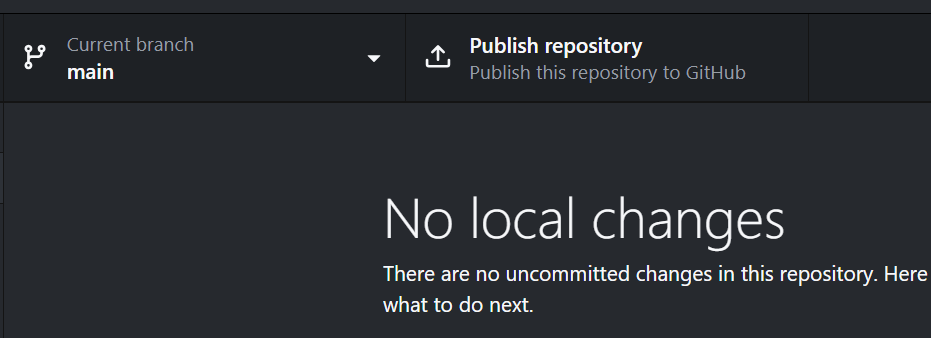 Current branch
main
Publish repository
Publish this repository to GitHub
No local changes
There are no uncommitted changes in this repository. Here
what to do next.